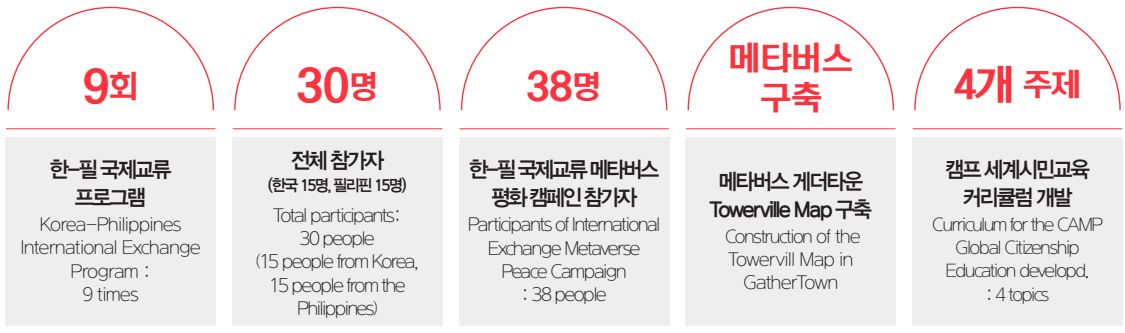 9회
한-필 국제교류
프로그램
Korea-Philippines
International Exchange
Program :
9 times
30명
전체 참가자
(한국 15명, 필리핀 15명)
Total participants:
30 people
(15 people from Korea,
15 people from the
Philippines)
38명
한-필 국제교류 메타버스
평화 캠페인 참가자
Participants of International
Exchange Metaverse
Peace Campaign
: 38 people
메타버스
구축
메타버스 게더타운
Towerville Map 구축
Construction of the
Towervill Map in
GatherTown
4개 주제
캠프 세계시민교육
커리큘럼 개발
Curriculum for the CAMP
Global Citizenship
Education developd.
: 4 topics